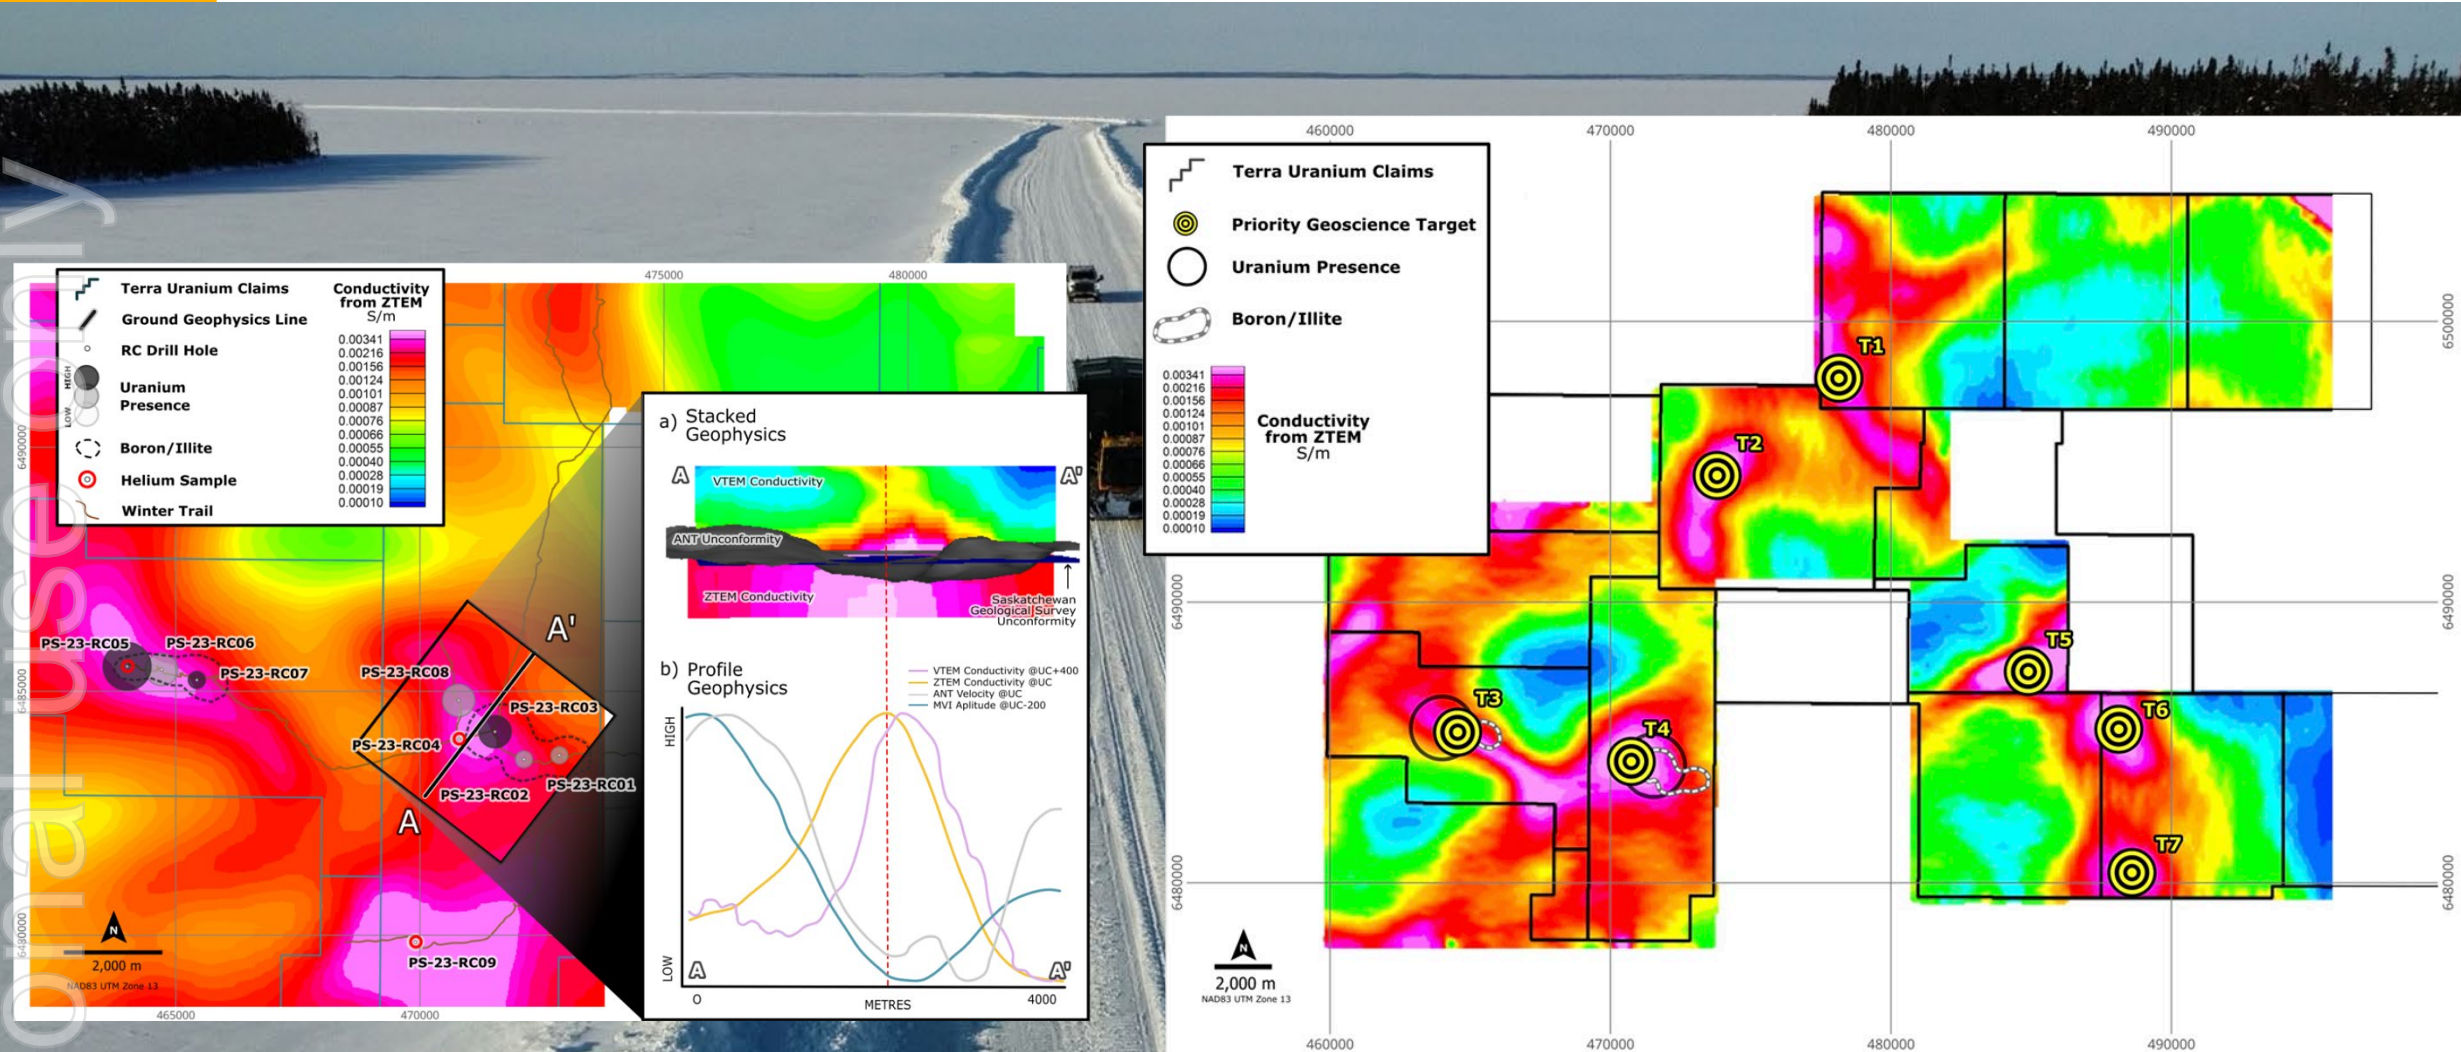 onal use only
Terra Uranium Claims
Ground Geophysics Line
RC Drill Hole
HIGH
LOW
Uranium
Presence
Boron/Illite
Helium Sample
Winter Trail
Conductivity
from ZTEM
S/m
0.00341
0.00216
0.00156
0.00124
0.00101
0.00087
0.00076
0.00066
0.00055
0.00040
0.00028
0.00019
0.00010
475000
480000
6490000
6485000
6480000
465000
470000
PS-23-RC05
PS-23-RC06
PS-23-RC07
PS-23-RC08
PS-23-RC03
PS-23-RC04
PS-23-RC02
PS-23-RC01
PS-23-RC09
A'
A
N
2,000 m
NAD83 UTM Zone 13
a) Stacked
Geophysics
A
A'
VTEM Conductivity
ANT Unconformity
ZTEM Conductivity
Saskatchewan
Geological Survey
Unconformity
b) Profile
Geophysics
VTEM Conductivity @UC+400
ZTEM Conductivity @UC
ANT Velocity @UC
MVI Aplitude @UC-200
HIGH
LOW
A
A'
0
METRES
4000
Terra Uranium Claims
Priority Geoscience Target
Uranium Presence
Boron/Illite
Conductivity
from ZTEM
S/m
0.00341
0.00216
0.00156
0.00124
0.00101
0.00087
0.00076
0.00066
0.00055
0.00040
0.00028
0.00019
0.00010
460000
470000
480000
490000
6500000
6490000
6490000
6480000
6480000
T1
T2
T3
T4
T5
T6
T7
N
2,000 m
NAD83 UTM Zone 13
460000
470000
480000
490000